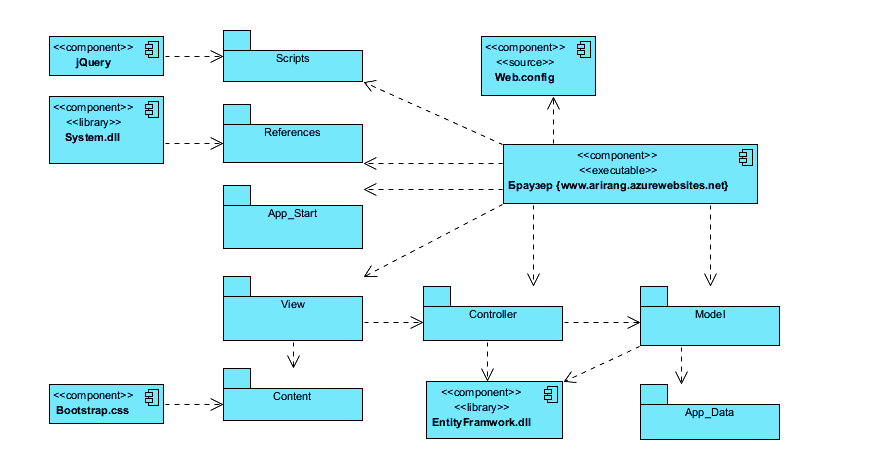 <<component>>
jQuery
Scripts
<<component>>
<<source>>
Web.config
<<component>>
<<library>>
System.dll
References
<<component>>
<<executable>>
Браузер {www.arirang.azurewebsites.net}
App_Start
View
Controller
Model
<<component>>
Bootstrap.css
Content
<<component>>
<<library>>
EntityFramwork.dll
App_Data